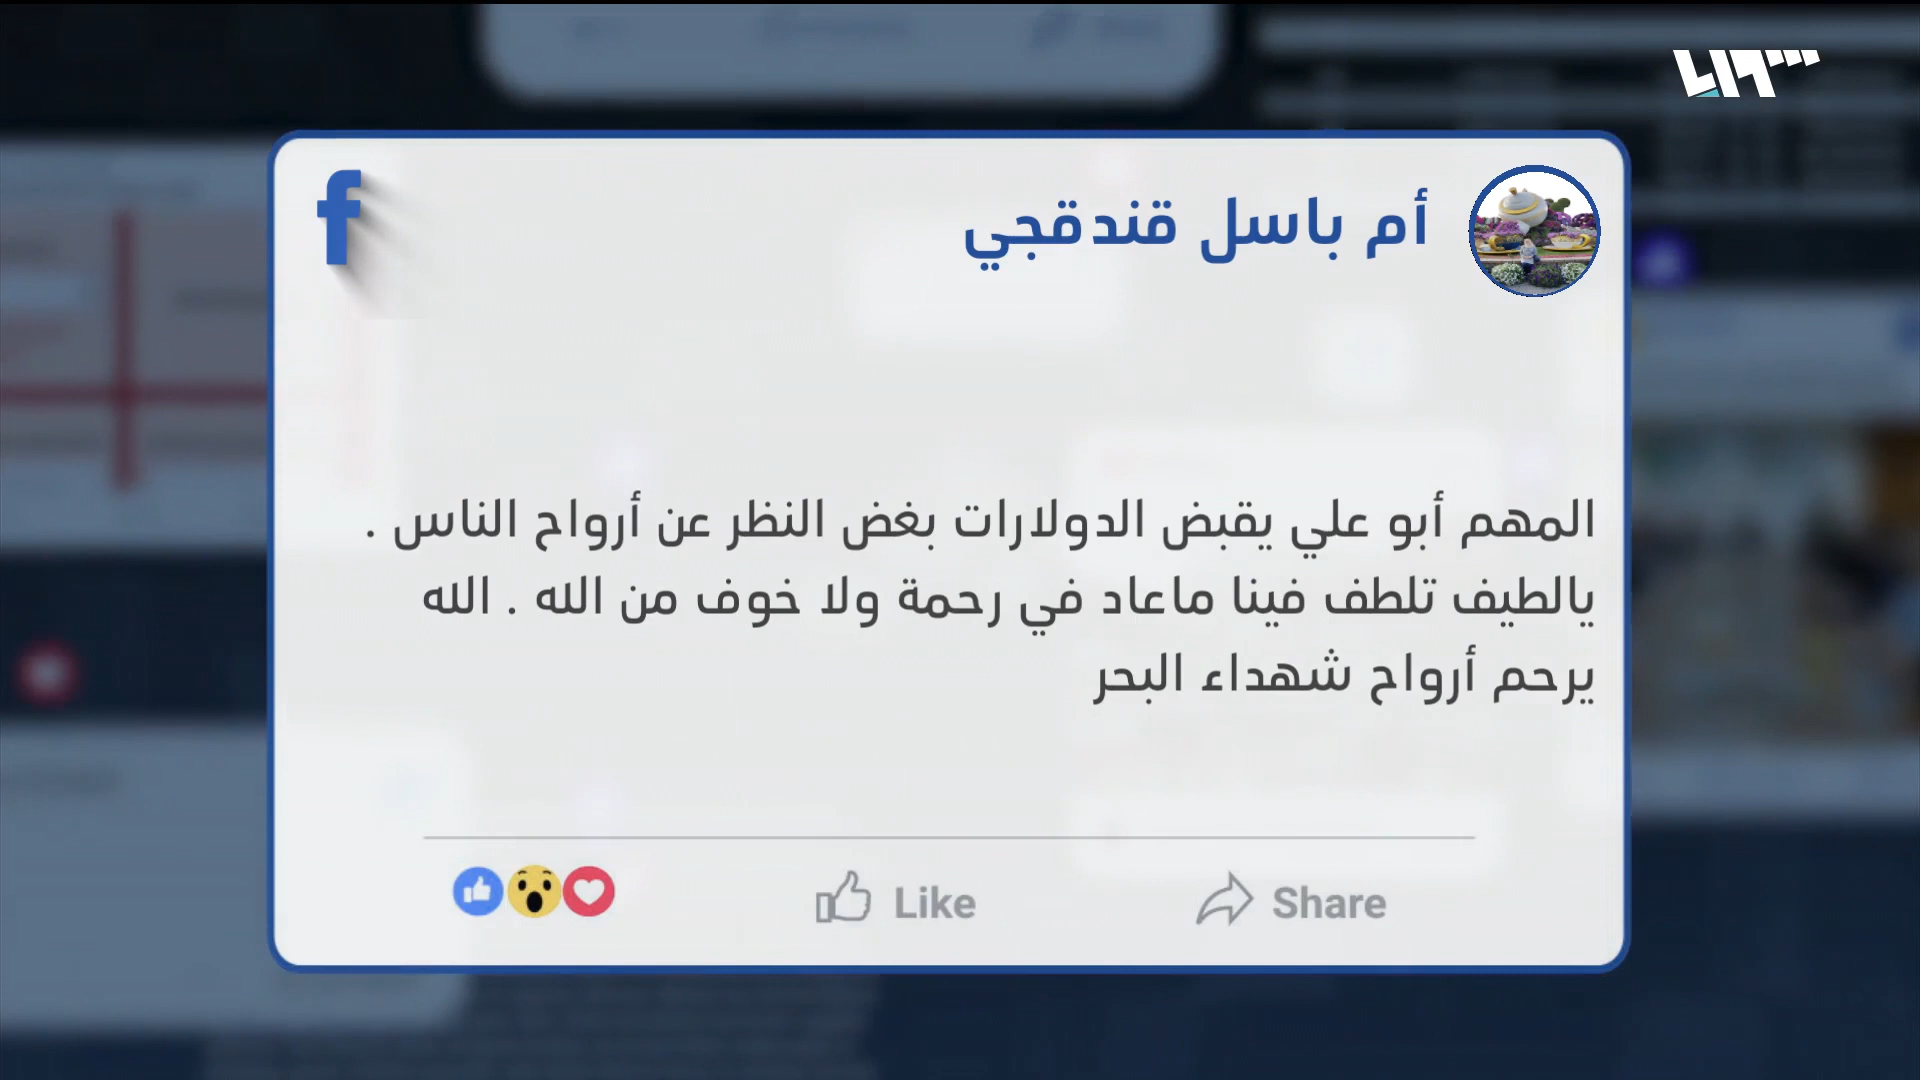 أم باسل قندقجي
المهم أبو علي يقبض الدولارات بغض النظر عن أرواح الناس .
يالطيف تلطف فينا ماعاد في رحمة ولا خوف من الله . الله
يرحم أرواح شهداء البحر
Like
Share